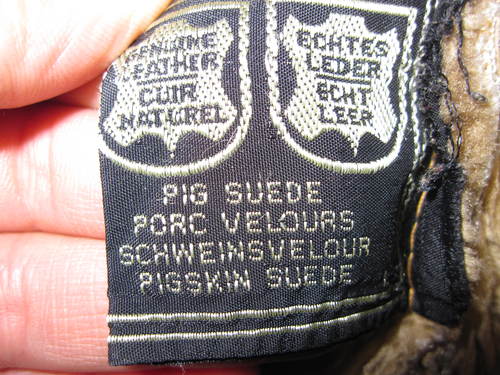 GENUINE
LEATHER
CUIR
NATUREL
ECHTES
LEDER
ECHT
LEER
PIG SUEDE
PORC VELOURS
SCHWEINSVELOUR
PIGSKIN SUEDE